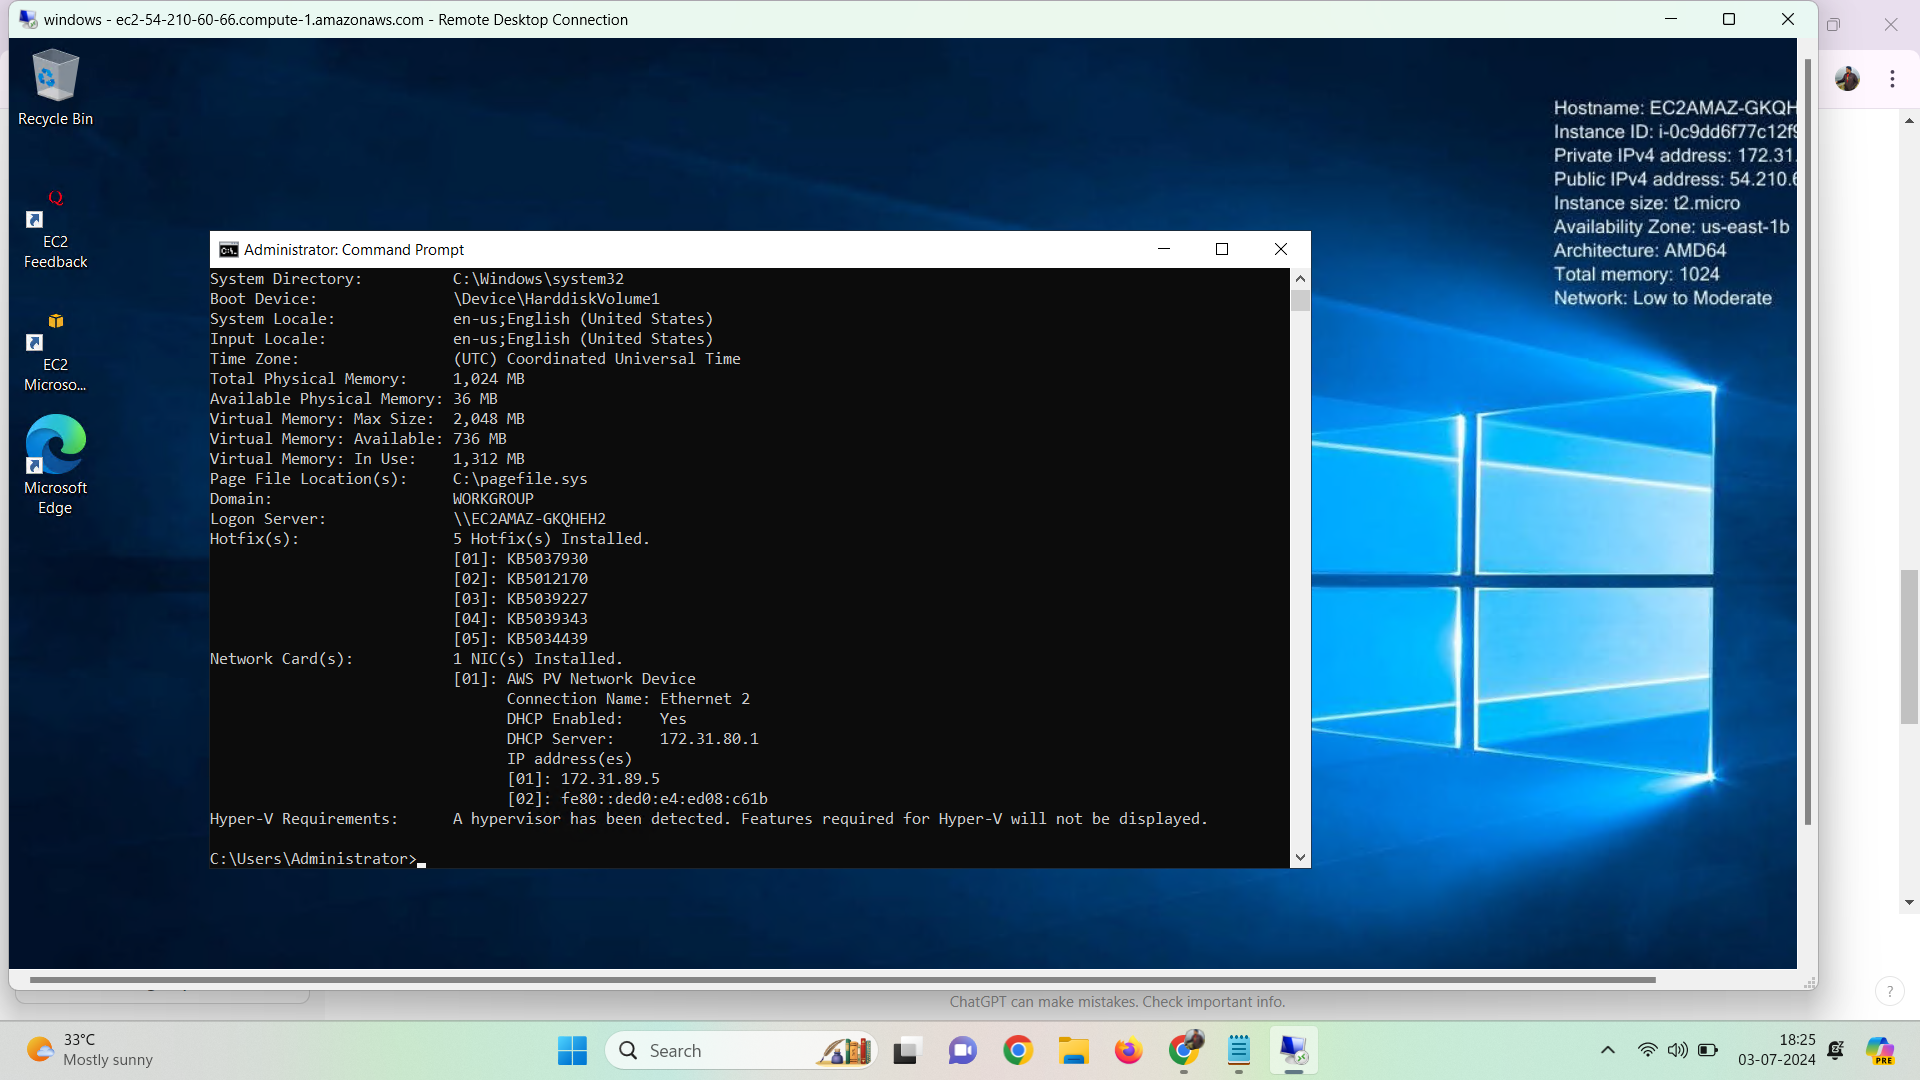 windows - ec2-54-210-60-66.compute-1.amazonaws.com - Remote Desktop Connection
Recycle Bin
EC2
Feedback
EC2
Microso...
Microsoft
Edge
Hostname: EC2AMAZ-GKQH
Instance ID: i-0c9dd6f77c12f
Private IPv4 address: 172.31.
Public IPv4 address: 54.210.
Instance size: t2.micro
Availability Zone: us-east-1b
Architecture: AMD64
Total memory: 1024
Network: Low to Moderate
Administrator: Command Prompt
System Directory: C:\Windows\system32
Boot Device: \Device\HarddiskVolume1
System Locale: en-us;English (United States)
Input Locale: en-us;English (United States)
Time Zone: (UTC) Coordinated Universal Time
Total Physical Memory: 1,024 MB
Available Physical Memory: 36 MB
Virtual Memory: Max Size: 2,048 MB
Virtual Memory: Available: 736 MB
Virtual Memory: In Use: 1,312 MB
Page File Location(s): C:\pagefile.sys
Domain: WORKGROUP
Logon Server: \\EC2AMAZ-GKQHEH2
Hotfix(s): 5 Hotfix(s) Installed.
[01]: KB5037930
[02]: KB5012170
[03]: KB5039227
[04]: KB5039343
[05]: KB5034439
Network Card(s): 1 NIC(s) Installed.
[01]: AWS PV Network Device
Connection Name: Ethernet 2
DHCP Enabled: Yes
DHCP Server: 172.31.80.1
IP address(es)
[01]: 172.31.89.5
[02]: fe80::ded0:e4:ed08:c61b
Hyper-V Requirements: A hypervisor has been detected. Features required for Hyper-V will not be displayed.
C:\Users\Administrator>
ChatGPT can make mistakes. Check important info.
?
33°C
Mostly sunny
Search
18:25
03-07-2024
PRE